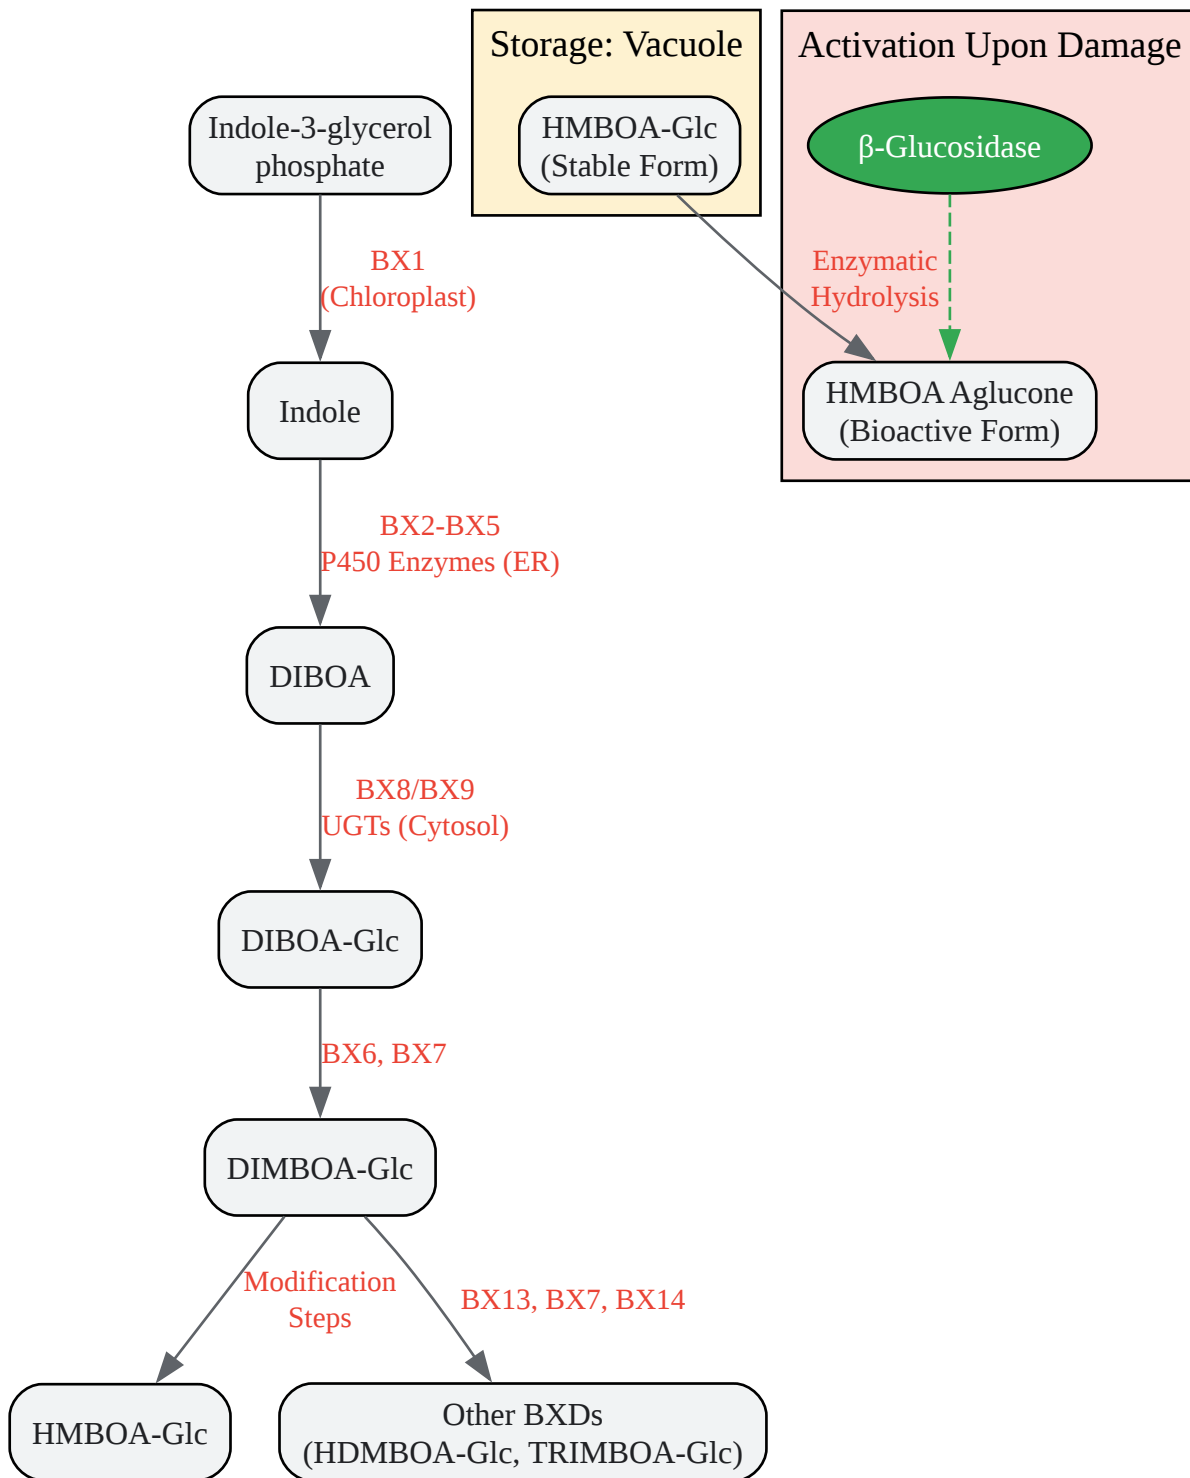 Storage: Vacuole
Activation Upon Damage
Indole-3-glycerol
phosphate
HMBOA-Glc
(Stable Form)
β-Glucosidase
BX1
(Chloroplast)
Enzymatic
Hydrolysis
Indole
HMBOA Aglucone
(Bioactive Form)
BX2-BX5
P450 Enzymes (ER)
DIBOA
BX8/BX9
UGTs (Cytosol)
DIBOA-Glc
BX6, BX7
DIMBOA-Glc
Modification
Steps
BX13, BX7, BX14
HMBOA-Glc
Other BXDs
(HDMBOA-Glc, TRIMBOA-Glc)